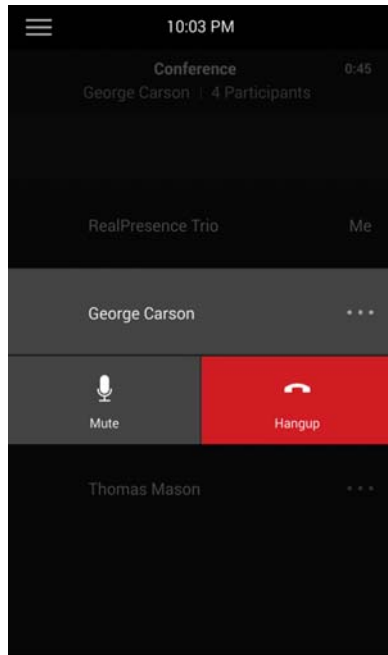 10:03 PM
Conference 0:45
George Carson | 4 Participants
RealPresence Trio Me
George Carson
Mute Hangup
Thomas Mason